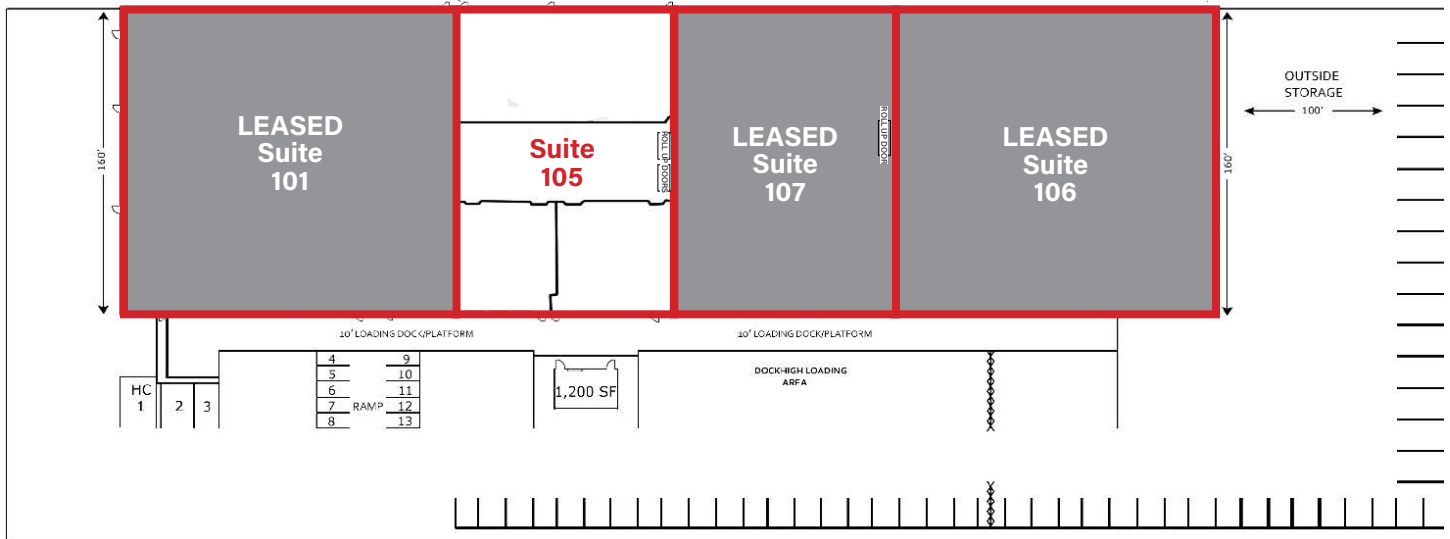 160'
LEASED
Suite
101
Suite
105
ROLL UP DOORS
LEASED
Suite
107
ROLL UP DOOR
LEASED
Suite
106
160'
OUTSIDE
STORAGE
100'
10' LOADING DOCK/PLATFORM
10' LOADING DOCK/PLATFORM
HC
1
2
3
4
5
6
7
8
RAMP
9
10
11
12
13
1,200 SF
DOCKHIGH LOADING
AREA